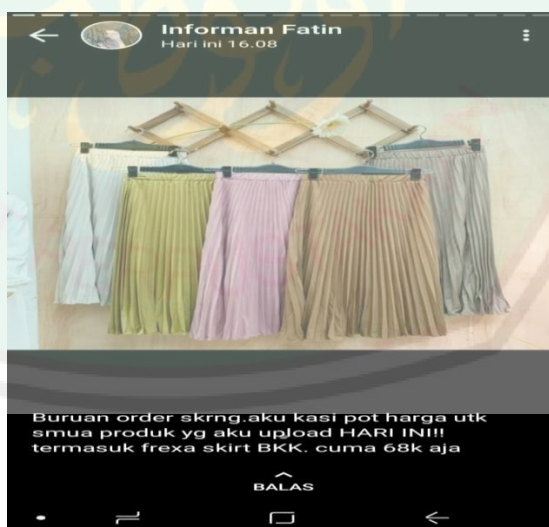 Informan Fatin
Hari ini 16.08
Buruan order skrng.aku kasi pot harga utk
smua produk yg aku upload HARI INI!!
termasuk frexa skirt BKK. cuma 68k aja
BALAS